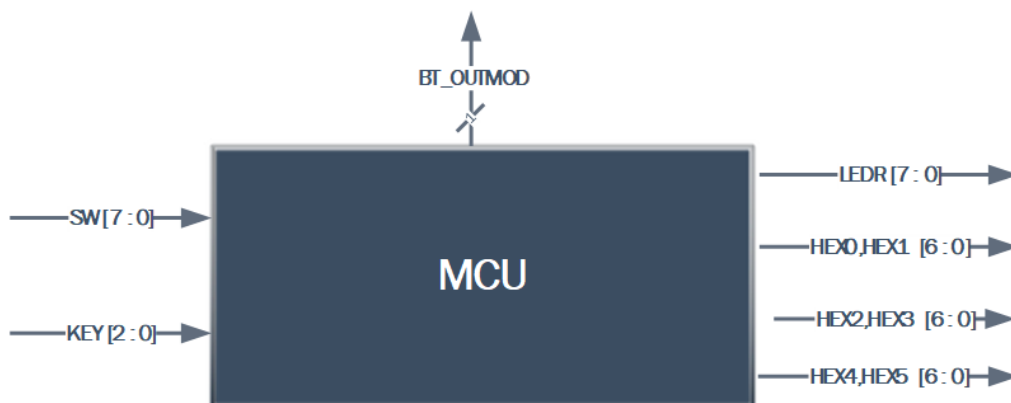 BT_OUTMOD
1
SW[7:0]
KEY[2:0]
MCU
LEDR[7:0]
HEX0,HEX1 [6:0]
HEX2,HEX3 [6:0]
HEX4,HEX5 [6:0]